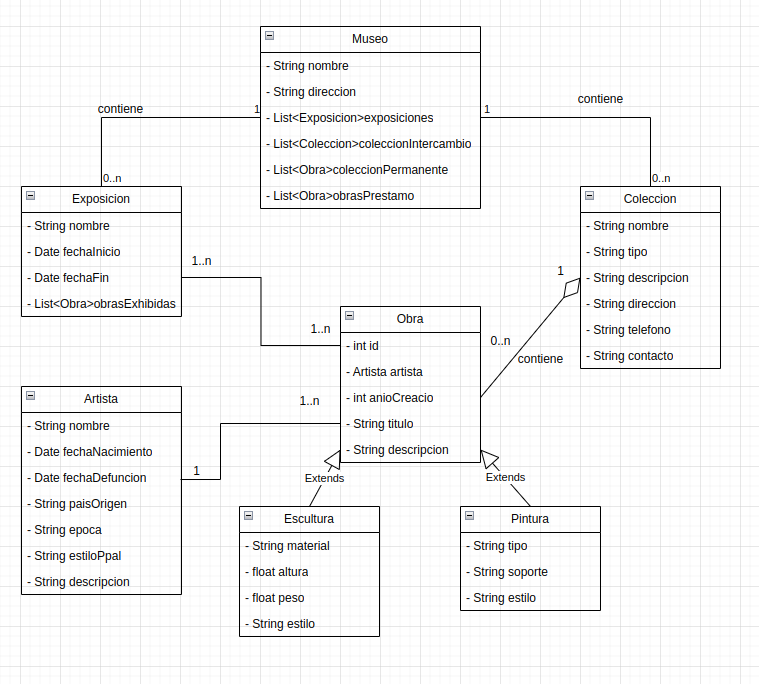 Museo
- String nombre
- String direccion
- List<Exposicion>exposiciones
- List<Coleccion>coleccionIntercambio
- List<Obra>coleccionPermanente
- List<Obra>obrasPrestamo
contiene
1
0..n
1
contiene
0..n
Exposicion
- String nombre
- Date fechaInicio
- Date fechaFin
- List<Obra>obrasExhibidas
Coleccion
- String nombre
- String tipo
- String descripcion
- String direccion
- String telefono
- String contacto
1..n
1..n
1
0..n
contiene
Obra
- int id
- Artista artista
- int anioCreacio
- String titulo
- String descripcion
Artista
- String nombre
- Date fechaNacimiento
- Date fechaDefuncion
- String paisOrigen
- String epoca
- String estiloPpal
- String descripcion
1..n
1
Extends
Extends
Escultura
- String material
- float altura
- float peso
- String estilo
Pintura
- String tipo
- String soporte
- String estilo